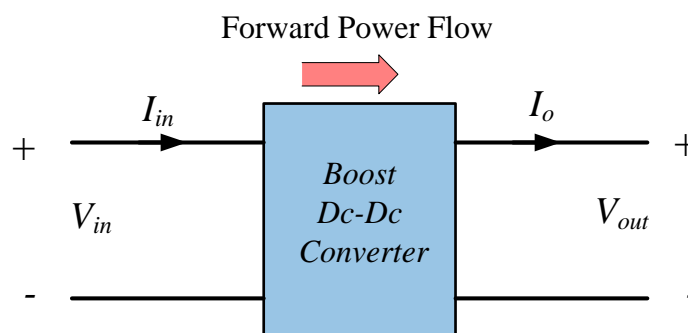 Forward Power Flow
I_in
I_o
+
+
Boost
Dc-Dc
Converter
V_in
V_out
-
-